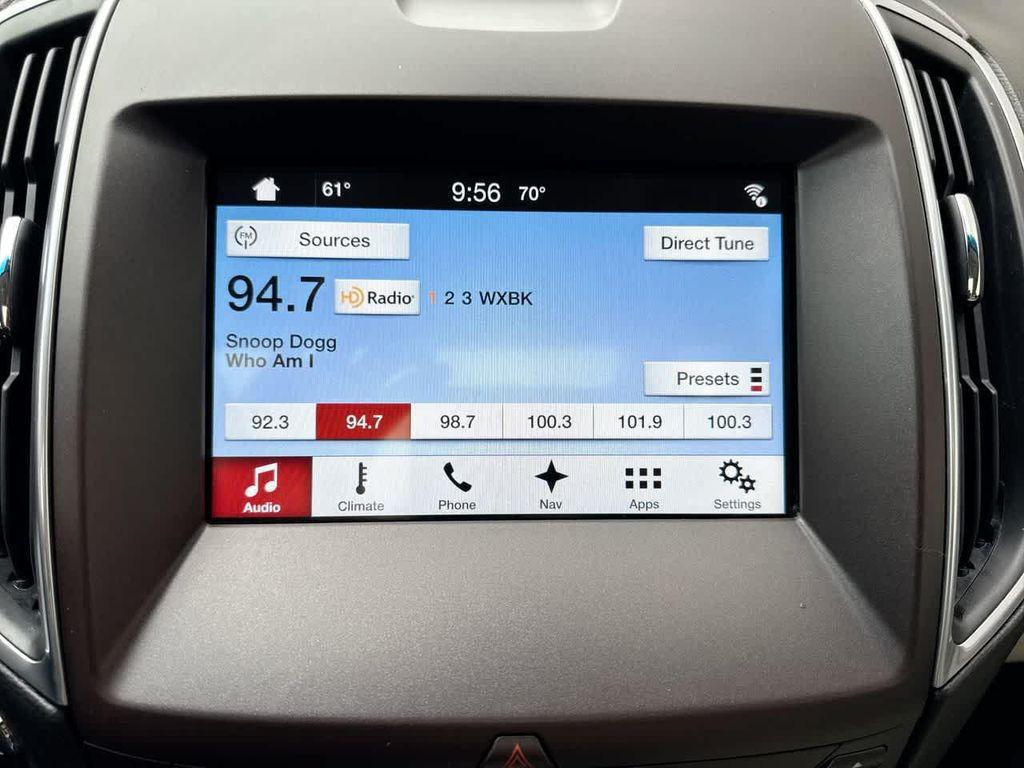 61° 9:56 70°
FM Sources Direct Tune
94.7 HD Radio 1 2 3 WXBK
Snoop Dogg
Who Am I
Presets
92.3 94.7 98.7 100.3 101.9 100.3
Audio Climate Phone Nav Apps Settings